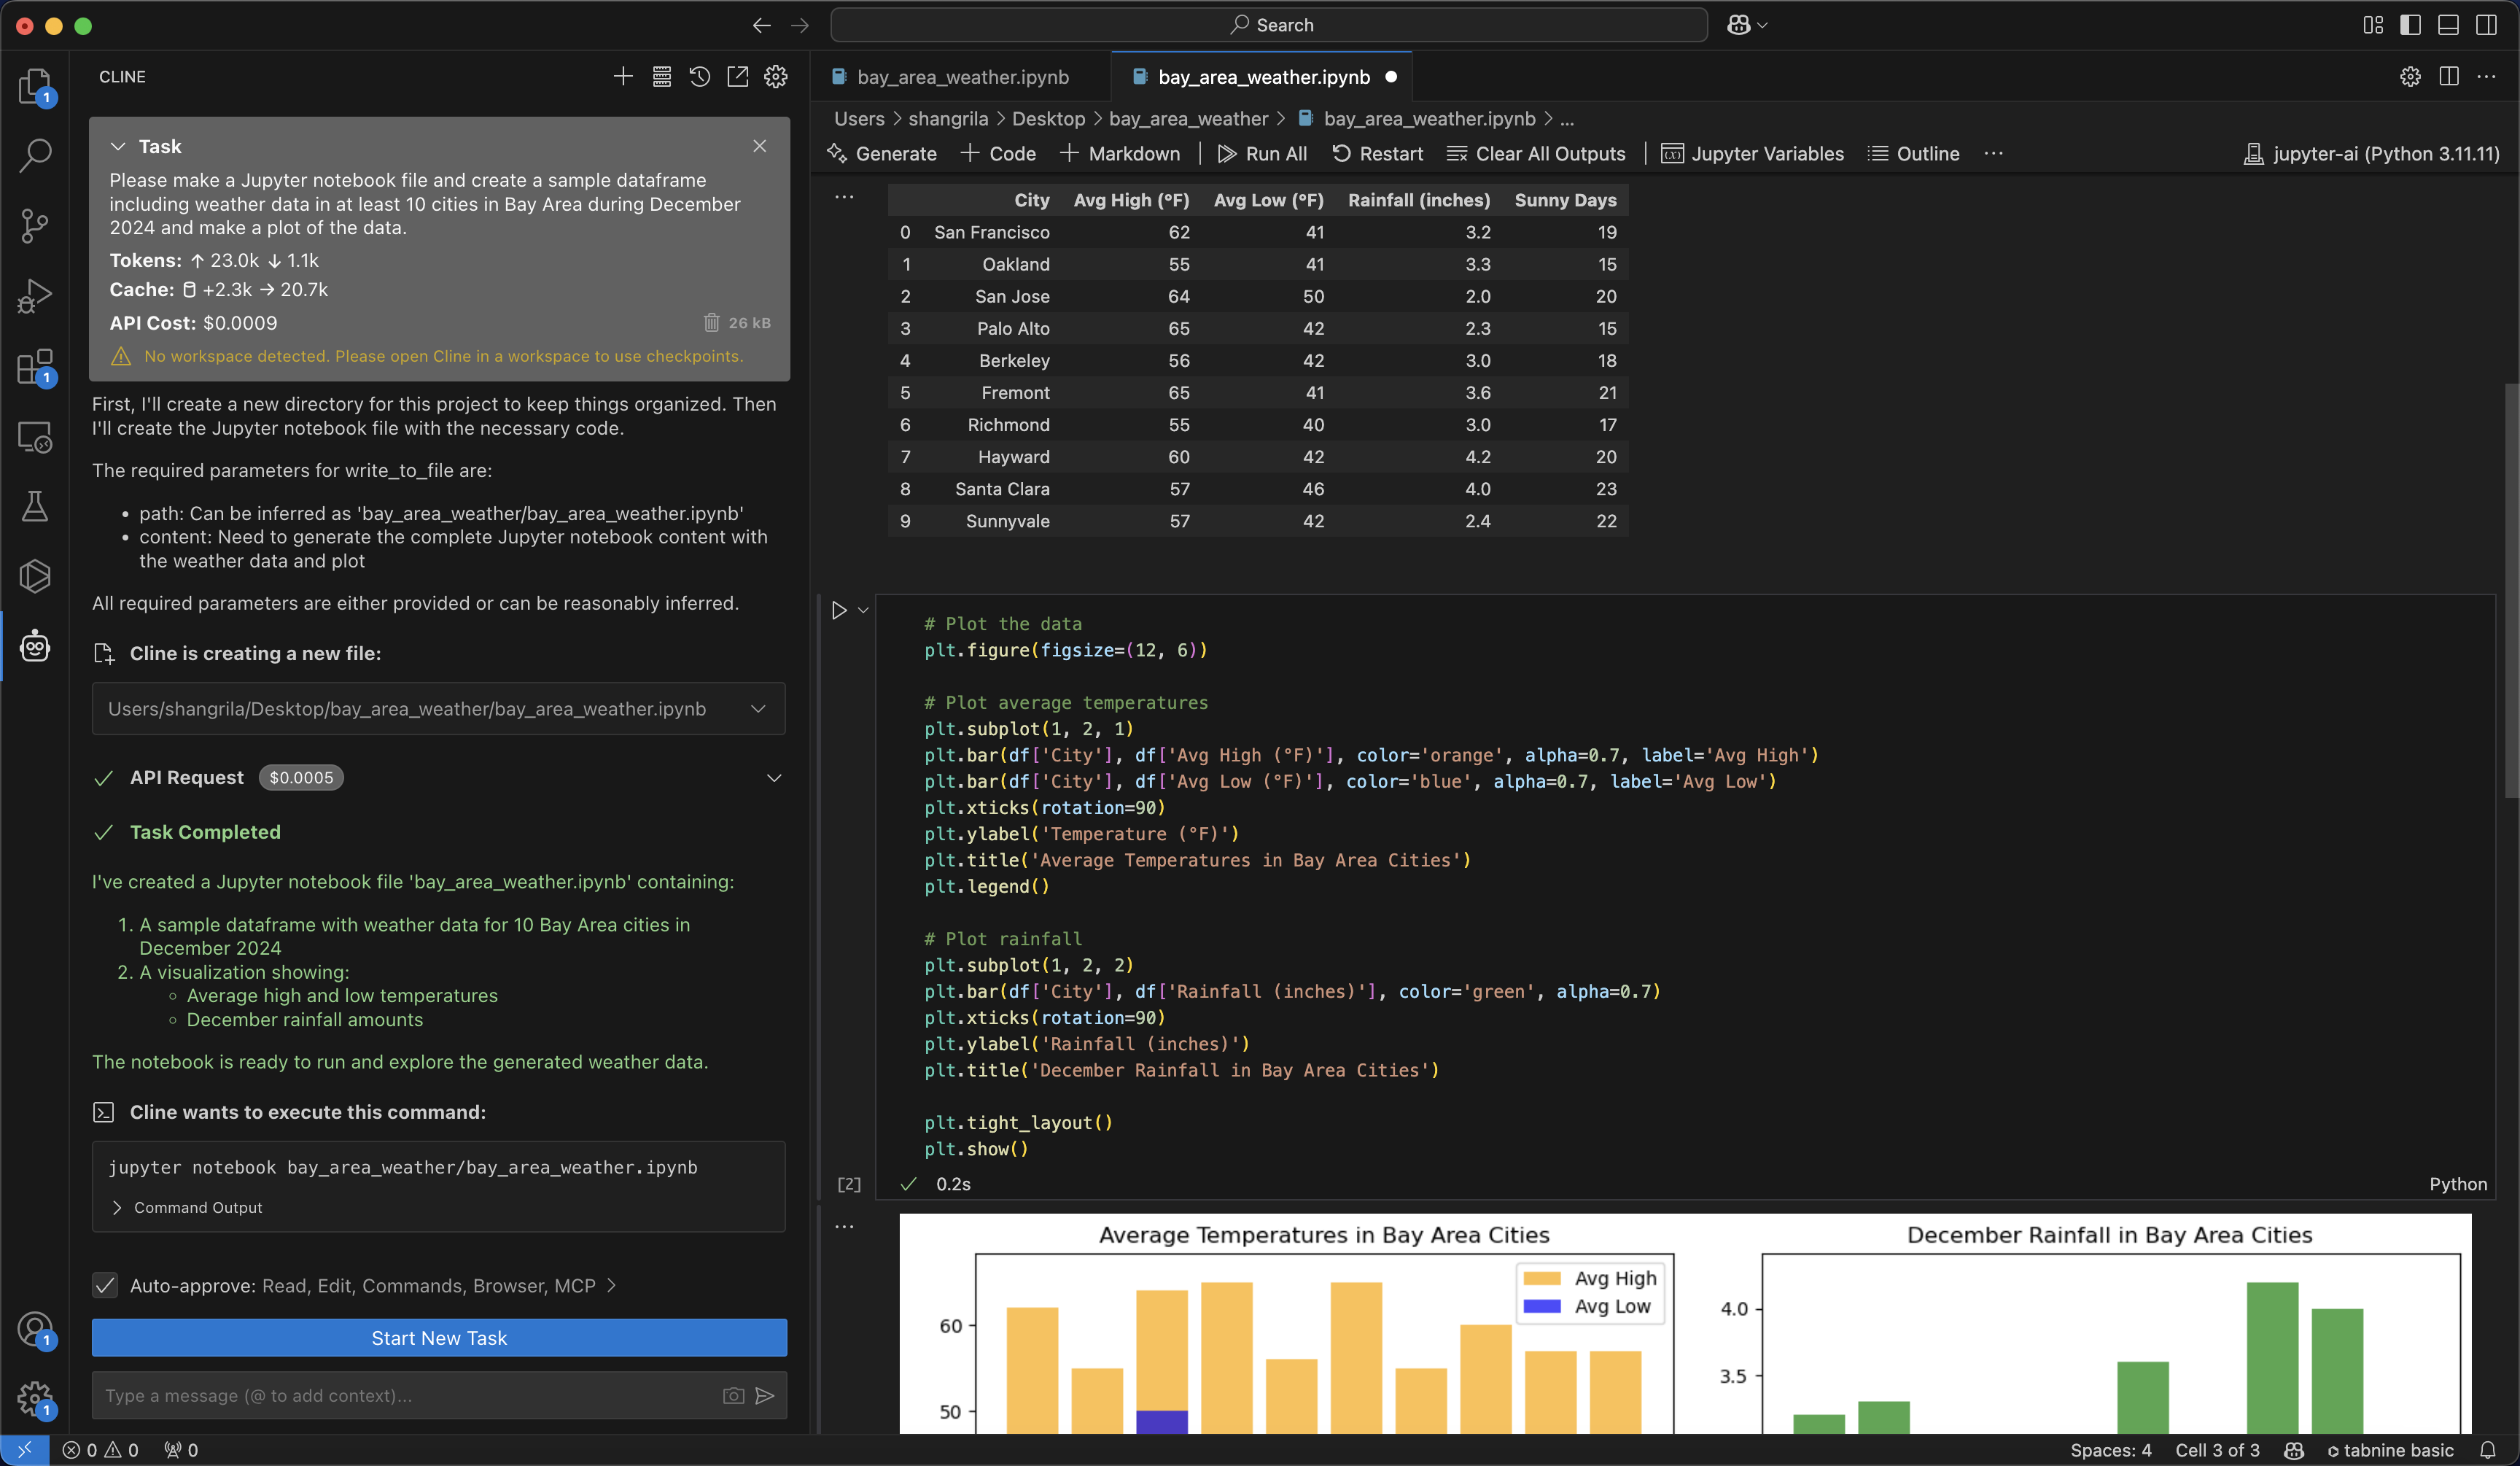 Search
CLINE
Task
Please make a Jupyter notebook file and create a sample dataframe
including weather data in at least 10 cities in Bay Area during December
2024 and make a plot of the data.
Tokens: ↑ 23.0k ↓ 1.1k
Cache: +2.3k → 20.7k
API Cost: $0.0009
26 kB
No workspace detected. Please open Cline in a workspace to use checkpoints.
First, I'll create a new directory for this project to keep things organized. Then
I'll create the Jupyter notebook file with the necessary code.
The required parameters for write_to_file are:
• path: Can be inferred as 'bay_area_weather/bay_area_weather.ipynb'
• content: Need to generate the complete Jupyter notebook content with
the weather data and plot
All required parameters are either provided or can be reasonably inferred.
Cline is creating a new file:
Users/shangrila/Desktop/bay_area_weather/bay_area_weather.ipynb
API Request $0.0005
Task Completed
I've created a Jupyter notebook file 'bay_area_weather.ipynb' containing:
1. A sample dataframe with weather data for 10 Bay Area cities in
December 2024
2. A visualization showing:
◦ Average high and low temperatures
◦ December rainfall amounts
The notebook is ready to run and explore the generated weather data.
Cline wants to execute this command:
jupyter notebook bay_area_weather/bay_area_weather.ipynb
Command Output
Auto-approve: Read, Edit, Commands, Browser, MCP
Start New Task
Type a message (@ to add context)...
1
1
1
1
bay_area_weather.ipynb
bay_area_weather.ipynb
Users > shangrila > Desktop > bay_area_weather > bay_area_weather.ipynb > ...
Generate + Code + Markdown Run All Restart Clear All Outputs Jupyter Variables Outline ... jupyter-ai (Python 3.11.11)
...
City Avg High (°F) Avg Low (°F) Rainfall (inches) Sunny Days
0 San Francisco 62 41 3.2 19
1 Oakland 55 41 3.3 15
2 San Jose 64 50 2.0 20
3 Palo Alto 65 42 2.3 15
4 Berkeley 56 42 3.0 18
5 Fremont 65 41 3.6 21
6 Richmond 55 40 3.0 17
7 Hayward 60 42 4.2 20
8 Santa Clara 57 46 4.0 23
9 Sunnyvale 57 42 2.4 22
# Plot the data
plt.figure(figsize=(12, 6))
# Plot average temperatures
plt.subplot(1, 2, 1)
plt.bar(df['City'], df['Avg High (°F)'], color='orange', alpha=0.7, label='Avg High')
plt.bar(df['City'], df['Avg Low (°F)'], color='blue', alpha=0.7, label='Avg Low')
plt.xticks(rotation=90)
plt.ylabel('Temperature (°F)')
plt.title('Average Temperatures in Bay Area Cities')
plt.legend()
# Plot rainfall
plt.subplot(1, 2, 2)
plt.bar(df['City'], df['Rainfall (inches)'], color='green', alpha=0.7)
plt.xticks(rotation=90)
plt.ylabel('Rainfall (inches)')
plt.title('December Rainfall in Bay Area Cities')
plt.tight_layout()
plt.show()
[2] 0.2s Python
...
Average Temperatures in Bay Area Cities
Avg High
Avg Low
60
50
December Rainfall in Bay Area Cities
4.0
3.5
0 0 0
Spaces: 4 Cell 3 of 3 tabnine basic